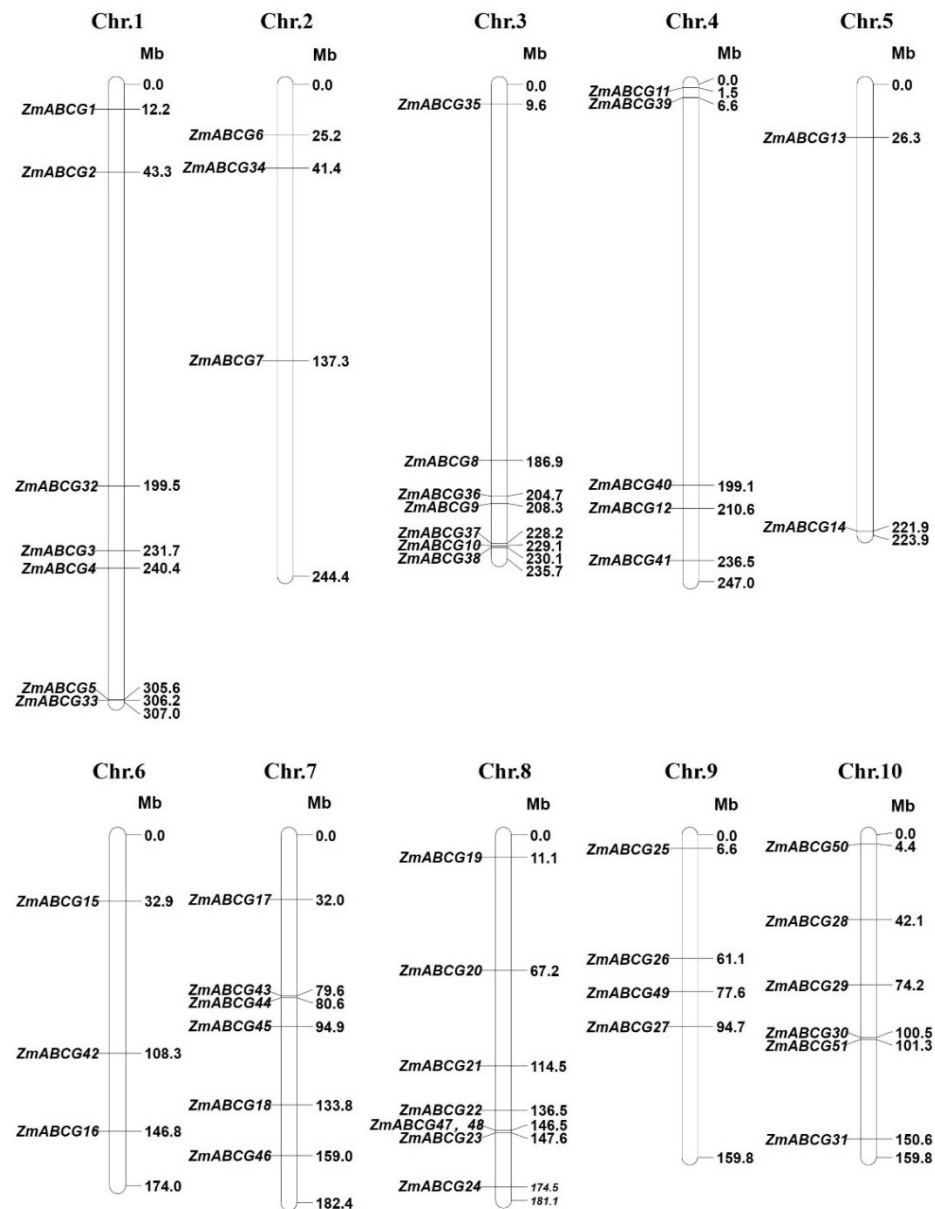 Chr.1
Mb
0.0
ZmABCG1 12.2
ZmABCG2 43.3
ZmABCG32 199.5
ZmABCG3 231.7
ZmABCG4 240.4
ZmABCG5 305.6
ZmABCG33 306.2
307.0
Chr.2
Mb
0.0
ZmABCG6 25.2
ZmABCG34 41.4
ZmABCG7 137.3
244.4
Chr.3
Mb
0.0
ZmABCG35 9.6
ZmABCG8 186.9
ZmABCG36 204.7
ZmABCG9 208.3
ZmABCG37 228.2
ZmABCG10 229.1
ZmABCG38 230.1
235.7
Chr.4
Mb
0.0
ZmABCG11 1.5
ZmABCG39 6.6
ZmABCG40 199.1
ZmABCG12 210.6
ZmABCG41 236.5
247.0
Chr.5
Mb
0.0
ZmABCG13 26.3
ZmABCG14 221.9
223.9
Chr.6
Mb
0.0
ZmABCG15 32.9
ZmABCG42 108.3
ZmABCG16 146.8
174.0
Chr.7
Mb
0.0
ZmABCG17 32.0
ZmABCG43 79.6
ZmABCG44 80.6
ZmABCG45 94.9
ZmABCG18 133.8
ZmABCG46 159.0
182.4
Chr.8
Mb
0.0
ZmABCG19 11.1
ZmABCG20 67.2
ZmABCG21 114.5
ZmABCG22 136.5
ZmABCG47, 48 146.5
ZmABCG23 147.6
ZmABCG24 174.5
181.1
Chr.9
Mb
0.0
ZmABCG25 6.6
ZmABCG26 61.1
ZmABCG49 77.6
ZmABCG27 94.7
159.8
Chr.10
Mb
0.0
ZmABCG50 4.4
ZmABCG28 42.1
ZmABCG29 74.2
ZmABCG30 100.5
ZmABCG51 101.3
ZmABCG31 150.6
159.8